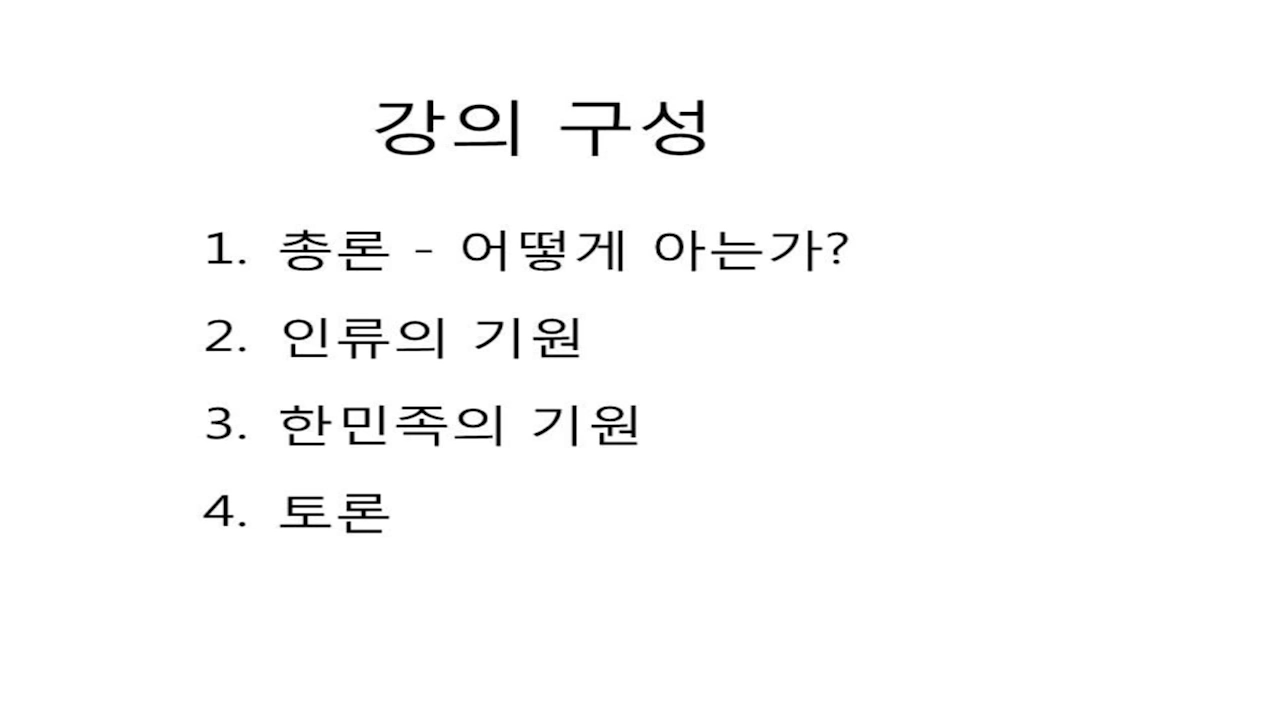 강의 구성
1. 총론 - 어떻게 아는가?
2. 인류의 기원
3. 한민족의 기원
4. 토론